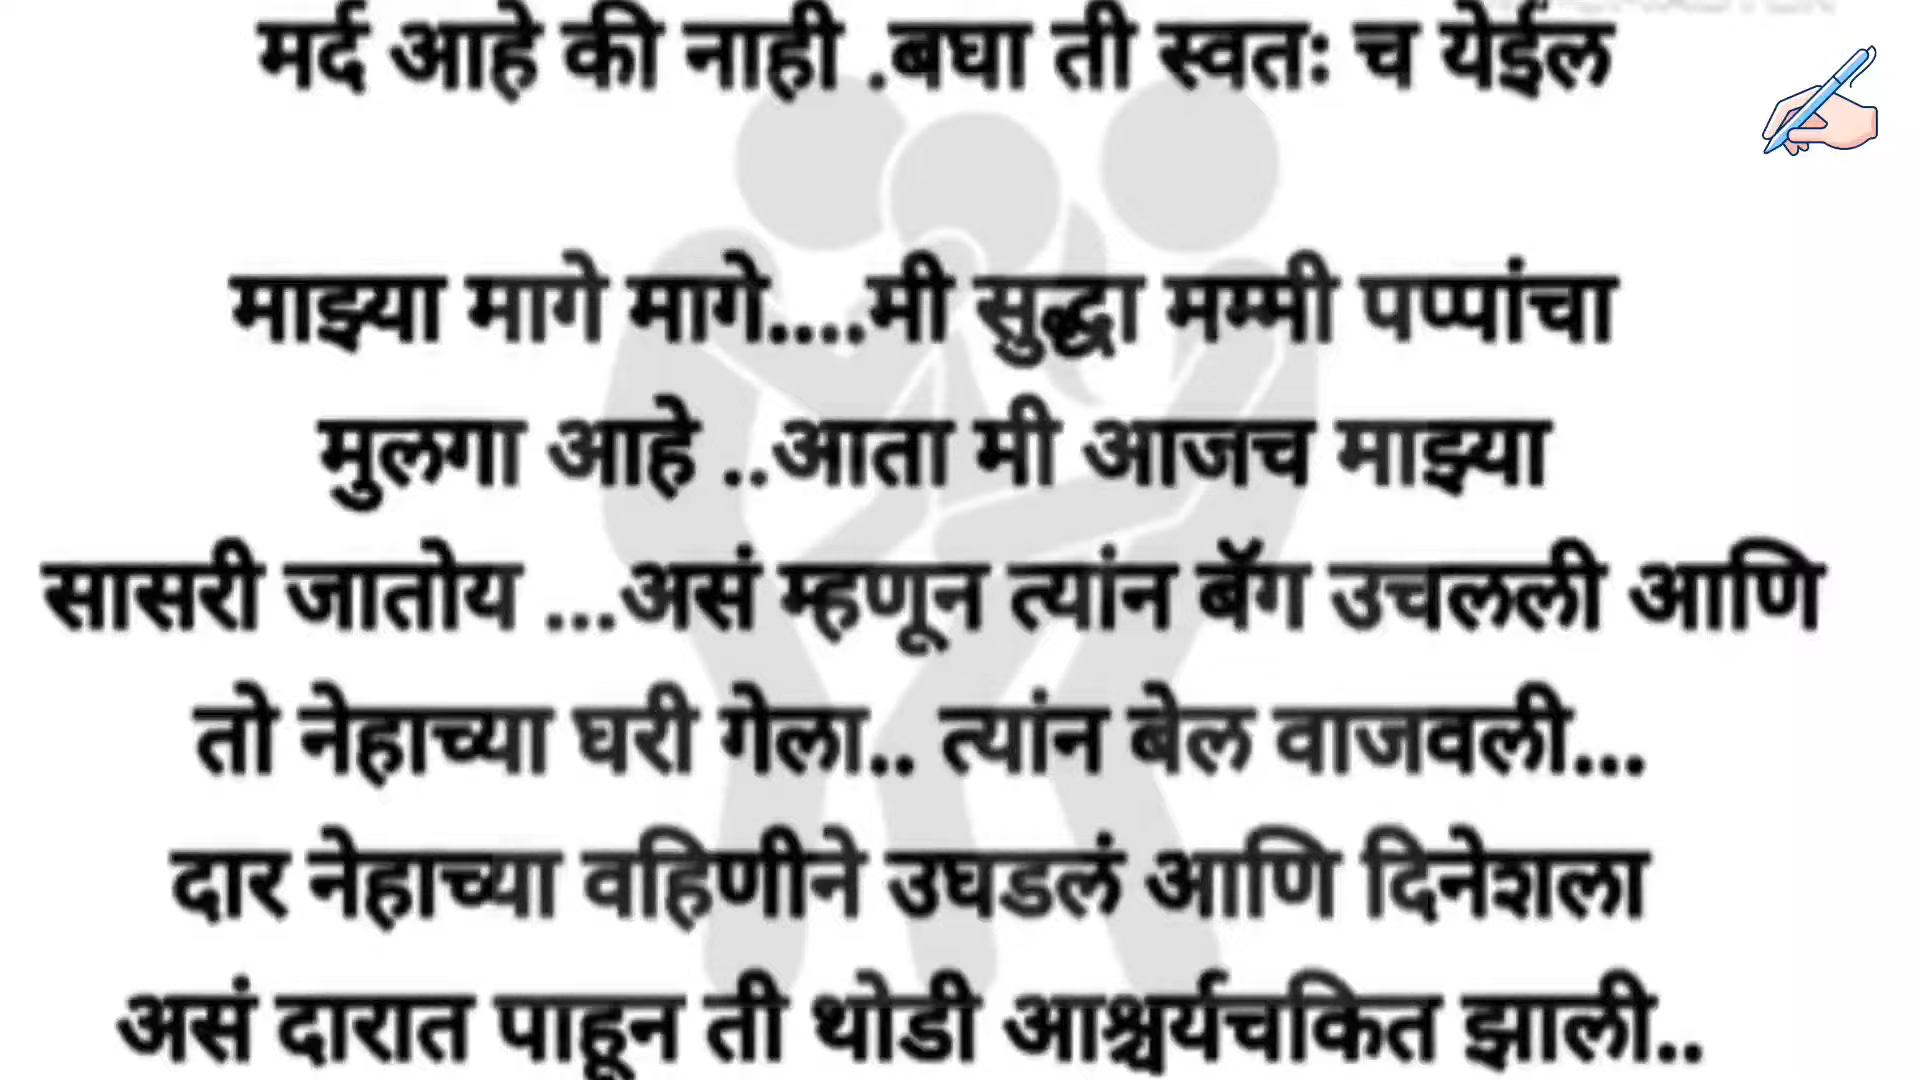 मर्द आहे की नाही .बघा ती स्वतः च येईल
माझ्या मागे मागे....मी सुद्धा मम्मी पप्पांचा
मुलगा आहे ..आता मी आजच माझ्या
सासरी जातोय ...असं म्हणून त्यांन बॅग उचलली आणि
तो नेहाच्या घरी गेला.. त्यांन बेल वाजवली...
दार नेहाच्या वहिणीने उघडलं आणि दिनेशला
असं दारात पाहून ती थोडी आश्चर्यचकित झाली..